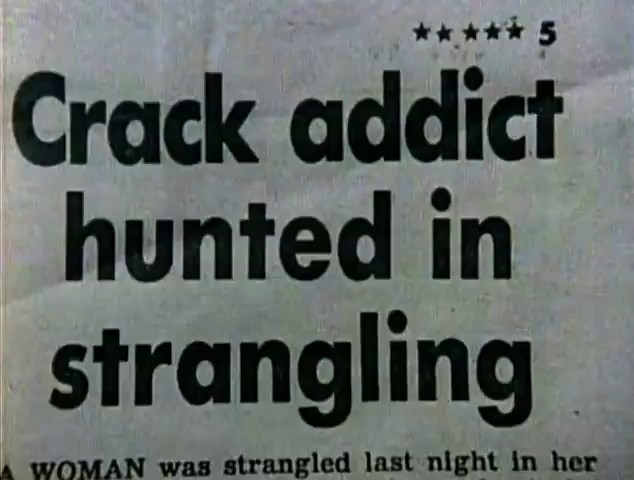 ★★★★★ 5
Crack addict
hunted in
strangling
A WOMAN was strangled last night in her